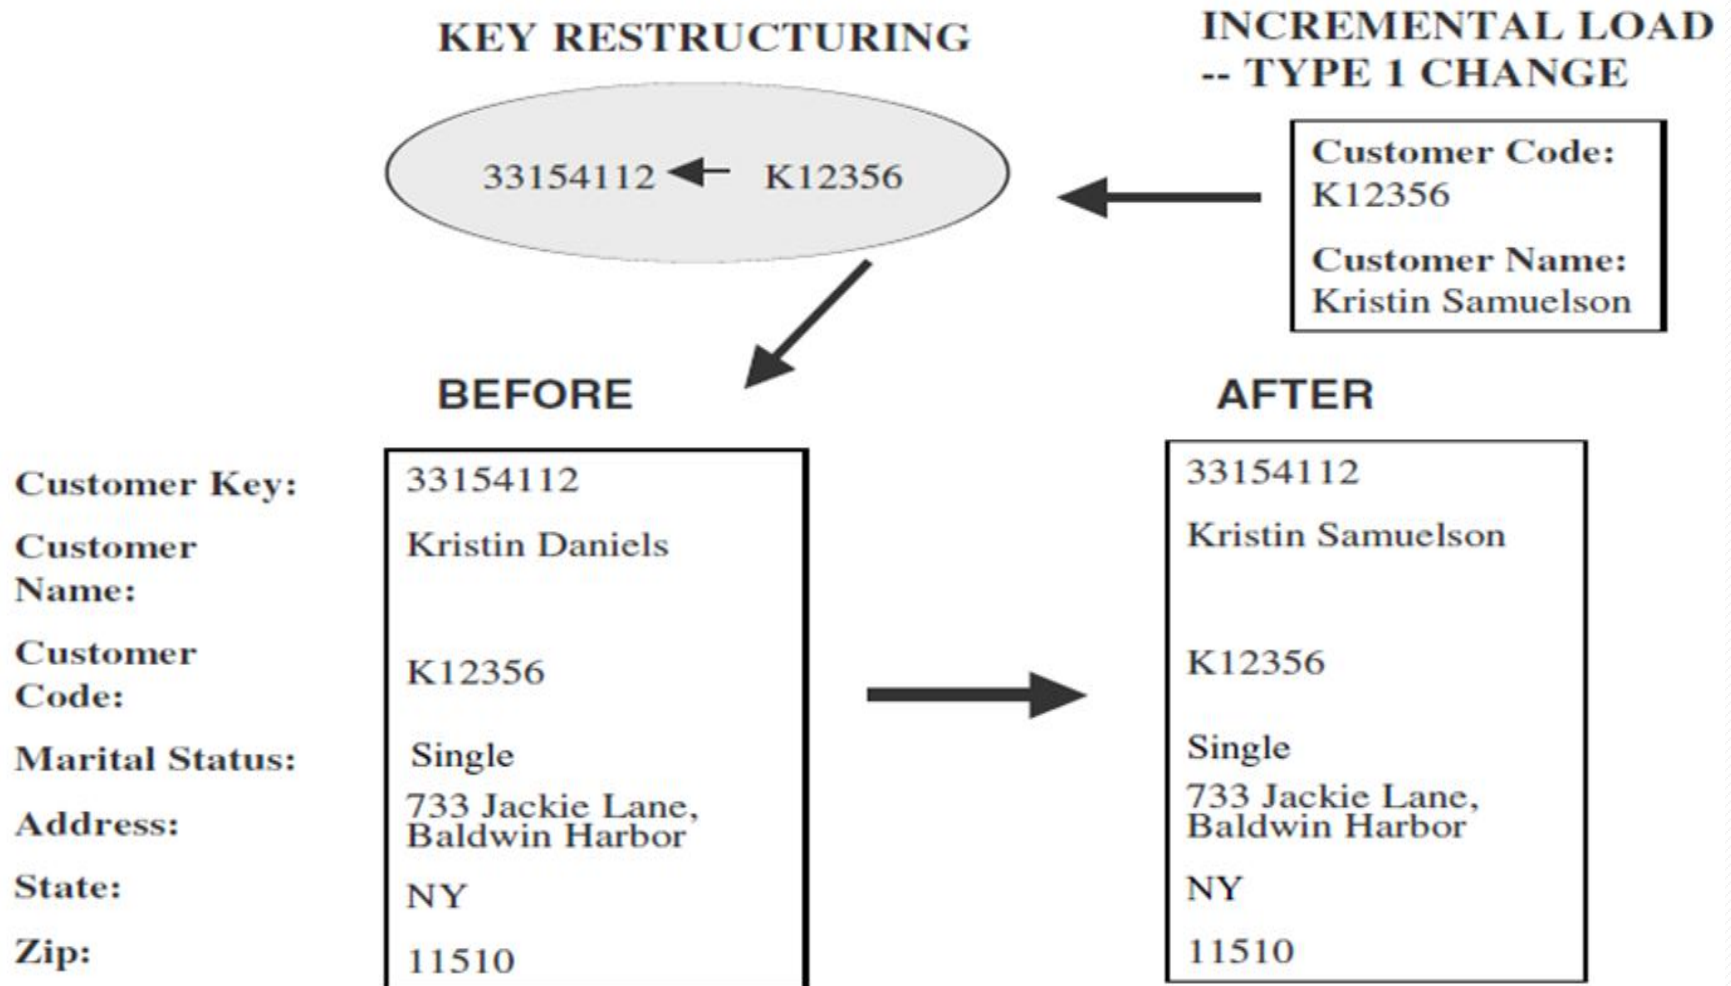 KEY RESTRUCTURING
INCREMENTAL LOAD
-- TYPE 1 CHANGE
33154112 K12356
Customer Code:
K12356
Customer Name:
Kristin Samuelson
BEFORE
AFTER
Customer Key:
33154112
33154112
Customer
Name:
Kristin Daniels
Kristin Samuelson
Customer
Code:
K12356
K12356
Marital Status:
Single
Single
Address:
733 Jackie Lane,
Baldwin Harbor
733 Jackie Lane,
Baldwin Harbor
State:
NY
NY
Zip:
11510
11510